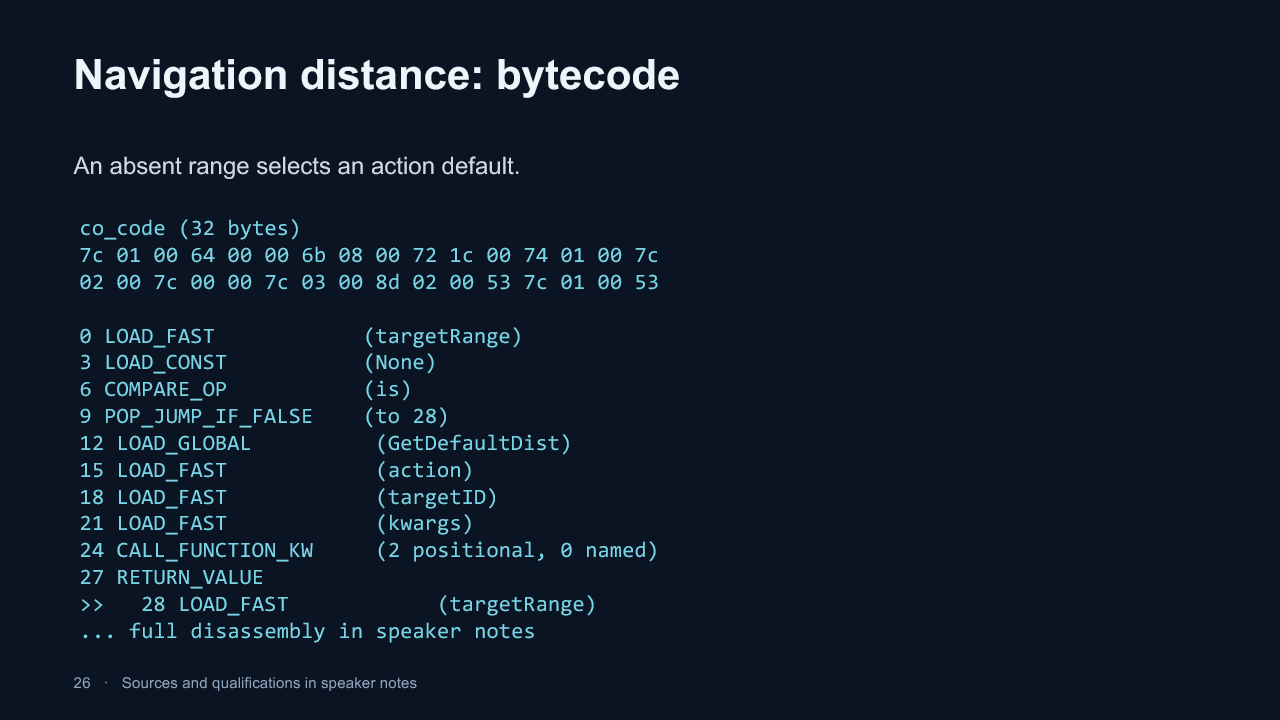 Navigation distance: bytecode
An absent range selects an action default.
co_code (32 bytes)
7c 01 00 64 00 00 6b 08 00 72 1c 00 74 01 00 7c
02 00 7c 00 00 7c 03 00 8d 02 00 53 7c 01 00 53
0 LOAD_FAST            (targetRange)
3 LOAD_CONST           (None)
6 COMPARE_OP           (is)
9 POP_JUMP_IF_FALSE    (to 28)
12 LOAD_GLOBAL          (GetDefaultDist)
15 LOAD_FAST            (action)
18 LOAD_FAST            (targetID)
21 LOAD_FAST            (kwargs)
24 CALL_FUNCTION_KW     (2 positional, 0 named)
27 RETURN_VALUE
>>   28 LOAD_FAST            (targetRange)
... full disassembly in speaker notes
26 · Sources and qualifications in speaker notes